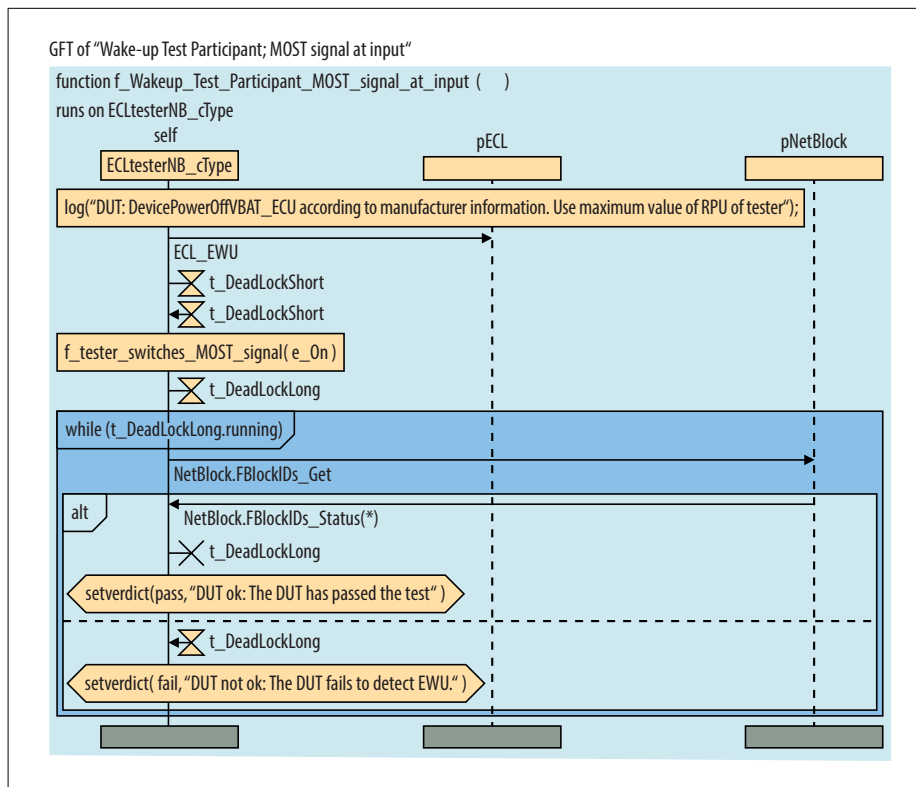 GFT of “Wake-up Test Participant; MOST signal at input“
function f_Wakeup_Test_Participant_MOST_signal_at_input ( )
runs on ECLtesterNB_cType
self
pECL
pNetBlock
ECLtesterNB_cType
log(“DUT: DevicePowerOffVBAT_ECU according to manufacturer information. Use maximum value of RPU of tester“);
ECL_EWU
t_DeadLockShort
t_DeadLockShort
f_tester_switches_MOST_signal( e_On )
t_DeadLockLong
while (t_DeadLockLong.running)
NetBlock.FBlockIDs_Get
alt
NetBlock.FBlockIDs_Status(*)
t_DeadLockLong
setverdict(pass, “DUT ok: The DUT has passed the test“ )
t_DeadLockLong
setverdict( fail, “DUT not ok: The DUT fails to detect EWU.“ )